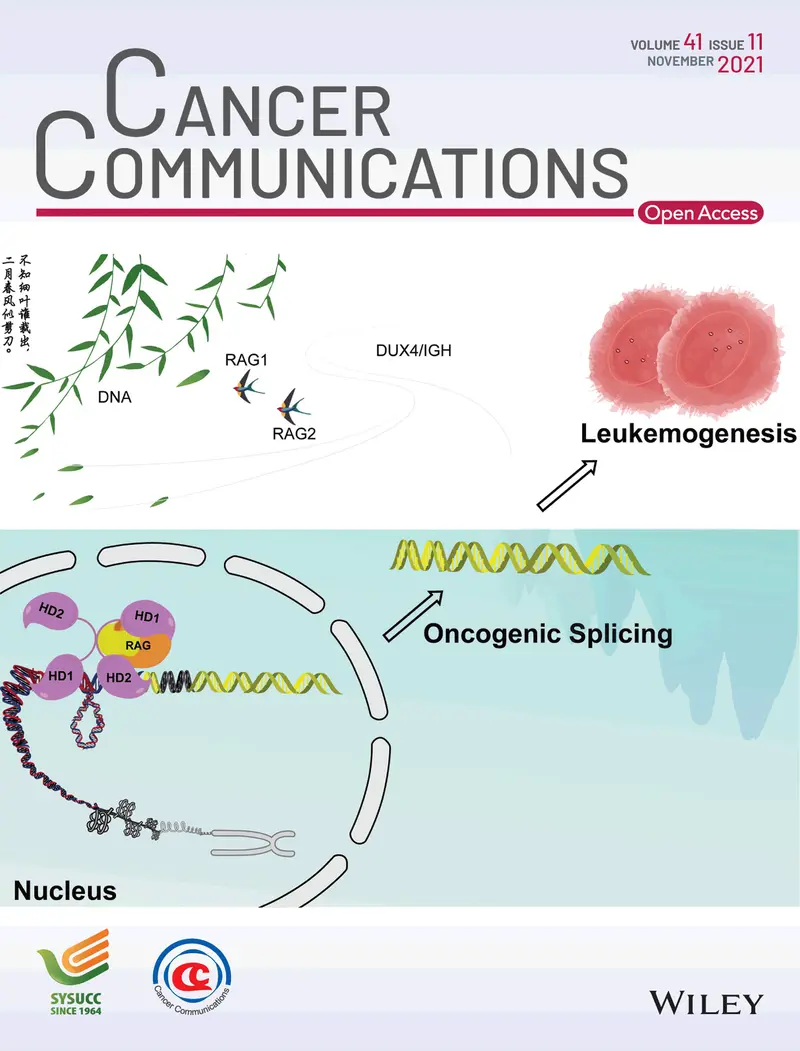 VOLUME 41 ISSUE 11
NOVEMBER 2021
CANCER
COMMUNICATIONS
Open Access
不知细叶谁裁出，
二月春风似剪刀。
DNA
RAG1
RAG2
DUX4/IGH
Leukemogenesis
Oncogenic Splicing
HD2
HD1
RAG
HD1
HD2
Nucleus
SYSUCC
SINCE 1964
CC
Cancer Communications
WILEY